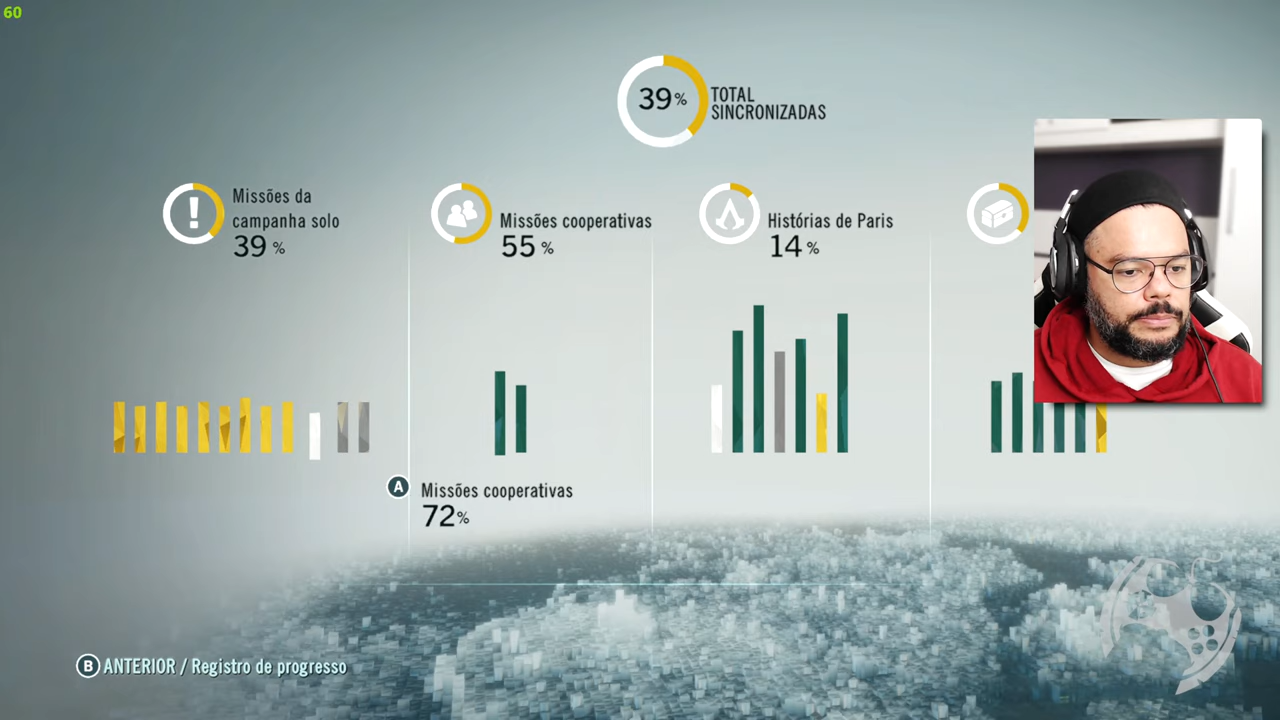 60
39%
TOTAL
SINCRONIZADAS
Missões da
campanha solo
39 %
Missões cooperativas
55 %
Histórias de Paris
14 %
A Missões cooperativas
72%
B ANTERIOR / Registro de progresso